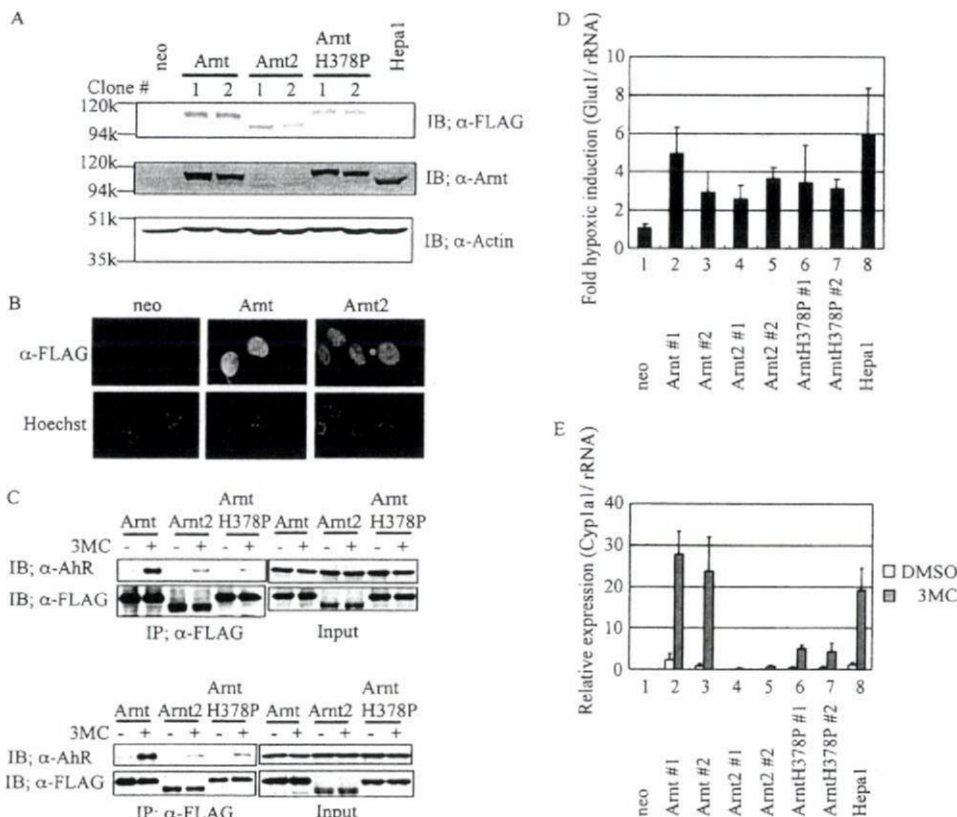 A
neo
Arnt
Arnt2
Arnt
H378P
Hepa1
Clone #
1 2 1 2 1 2
120k
94k
IB; α-FLAG
120k
94k
IB; α-Arnt
51k
35k
IB; α-Actin
B
neo Arnt Arnt2
α-FLAG
Hoechst
C
Arnt Arnt2 Arnt H378P Arnt Arnt2 Arnt H378P
3MC - + - + - + - + - + - +
IB; α-AhR
IB; α-FLAG
IP; α-FLAG Input
Arnt Arnt2 Arnt H378P Arnt Arnt2 Arnt H378P
3MC - + - + - + - + - + - +
IB; α-AhR
IB; α-FLAG
IP; α-FLAG Input
D
Fold hypoxic induction (Glut1/ rRNA)
10
8
6
4
2
0
1 2 3 4 5 6 7 8
neo
Arnt #1
Arnt #2
Arnt2 #1
Arnt2 #2
ArntH378P #1
ArntH378P #2
Hepa1
E
Relative expression (Cyp1a1/ rRNA)
40
30
20
10
0
DMSO
3MC
1 2 3 4 5 6 7 8
neo
Arnt #1
Arnt #2
Arnt2 #1
Arnt2 #2
ArntH378P #1
ArntH378P #2
Hepa1